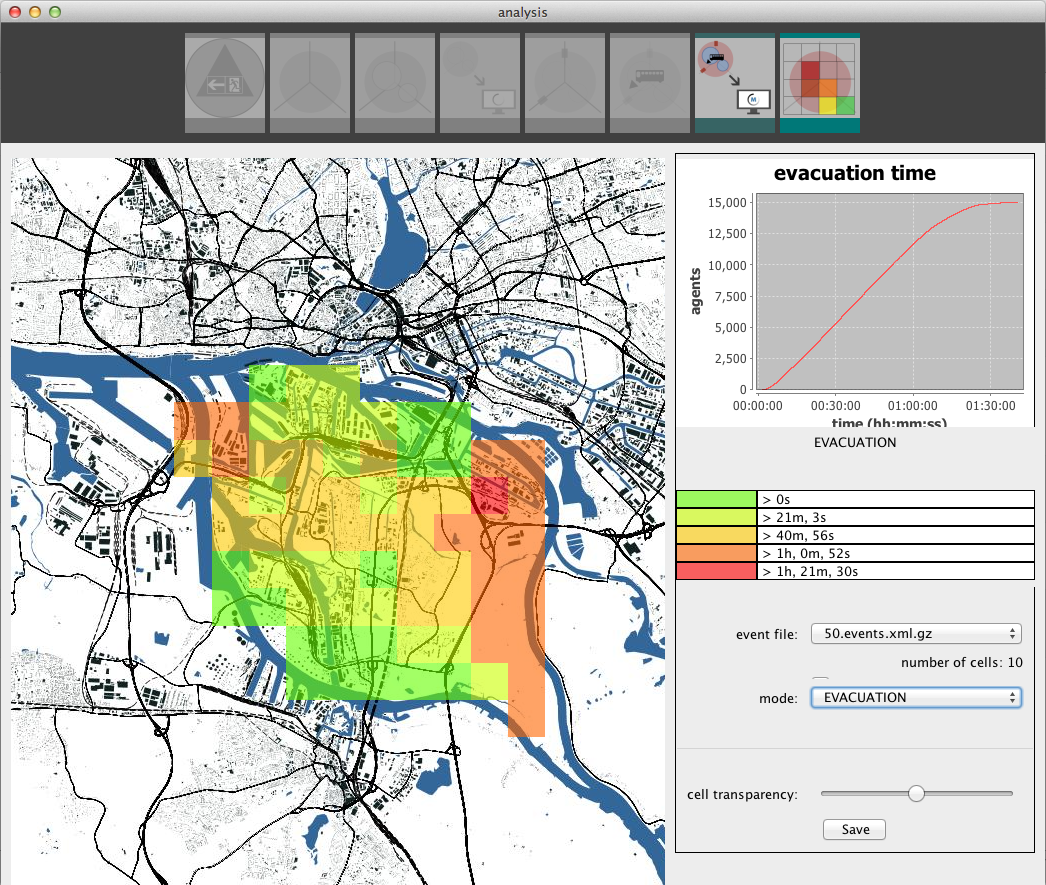 analysis
M
evacuation time
15,000
12,500
10,000
7,500
5,000
2,500
0
agents
00:00:00 00:30:00 01:00:00 01:30:00
time (hh:mm:ss)
EVACUATION
> 0s
> 21m, 3s
> 40m, 56s
> 1h, 0m, 52s
> 1h, 21m, 30s
event file: 50.events.xml.gz
number of cells: 10
mode: EVACUATION
cell transparency:
Save